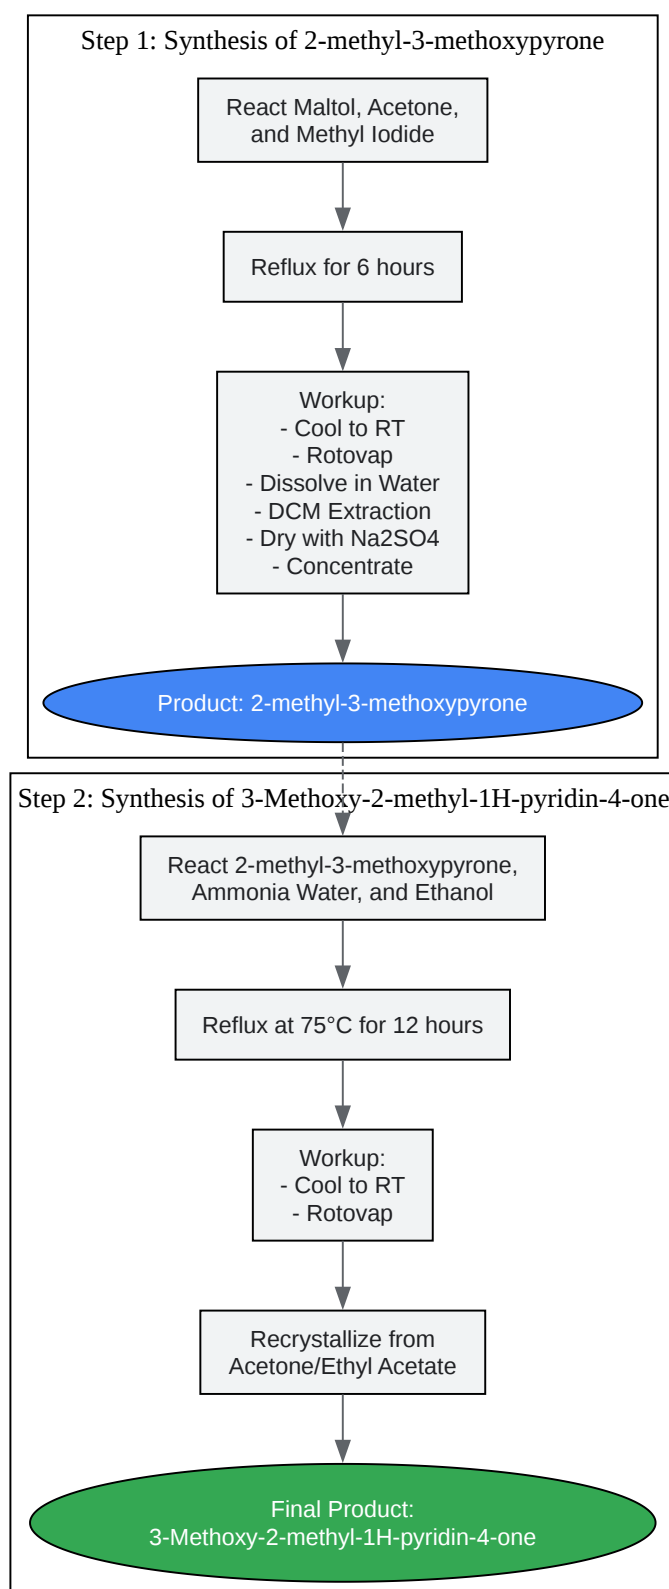 Step 1: Synthesis of 2-methyl-3-methoxypyrone
React Maltol, Acetone,
and Methyl Iodide
Reflux for 6 hours
Workup:
- Cool to RT
- Rotovap
- Dissolve in Water
- DCM Extraction
- Dry with Na2SO4
- Concentrate
Product: 2-methyl-3-methoxypyrone
Step 2: Synthesis of 3-Methoxy-2-methyl-1H-pyridin-4-one
React 2-methyl-3-methoxypyrone,
Ammonia Water, and Ethanol
Reflux at 75°C for 12 hours
Workup:
- Cool to RT
- Rotovap
Recrystallize from
Acetone/Ethyl Acetate
Final Product:
3-Methoxy-2-methyl-1H-pyridin-4-one